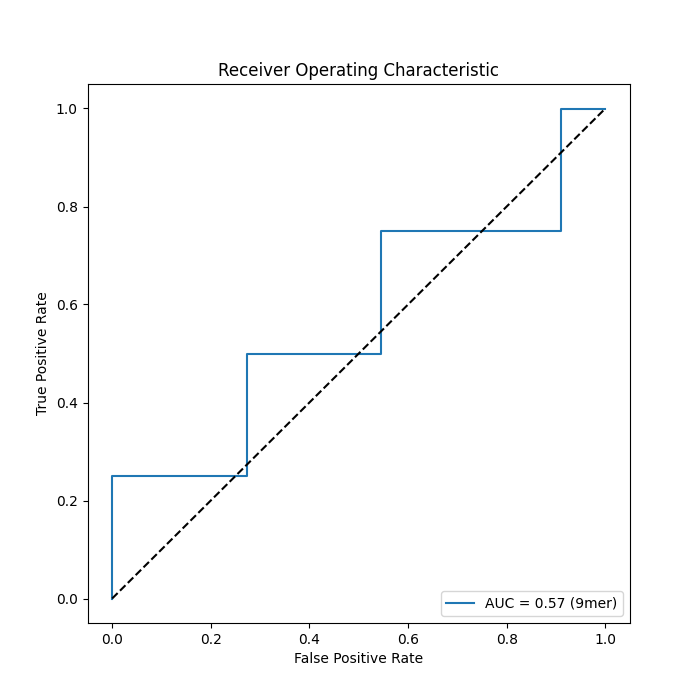 Receiver Operating Characteristic
1.0
0.8
0.6
0.4
0.2
0.0
True Positive Rate
AUC = 0.57 (9mer)
0.0 0.2 0.4 0.6 0.8 1.0
False Positive Rate